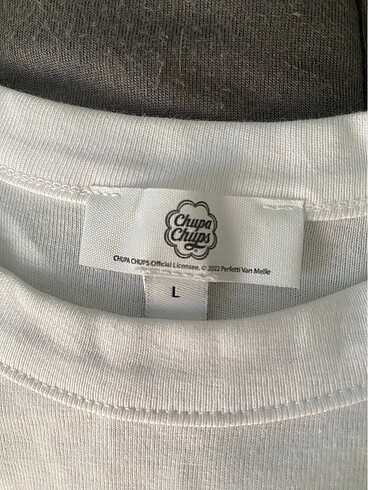 Chupa
Chups
CHUPA CHUPS Official Licensee. © 2022 Perfetti Van Melle
L